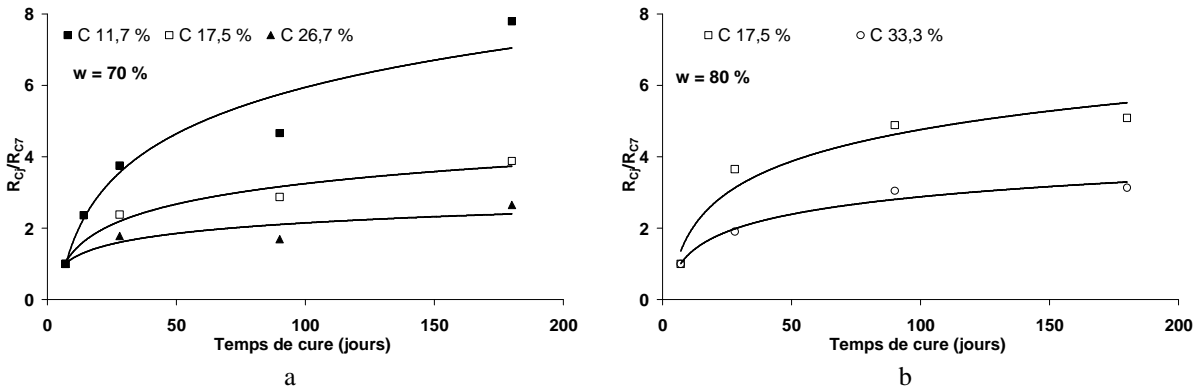 8
6
4
2
0
C 11,7 % C 17,5 % C 26,7 %
w = 70 %
R_Cj/R_C7
0 50 100 150 200
Temps de cure (jours)
a
8
6
4
2
0
C 17,5 % C 33,3 %
w = 80 %
R_Cj/R_C7
0 50 100 150 200
Temps de cure (jours)
b